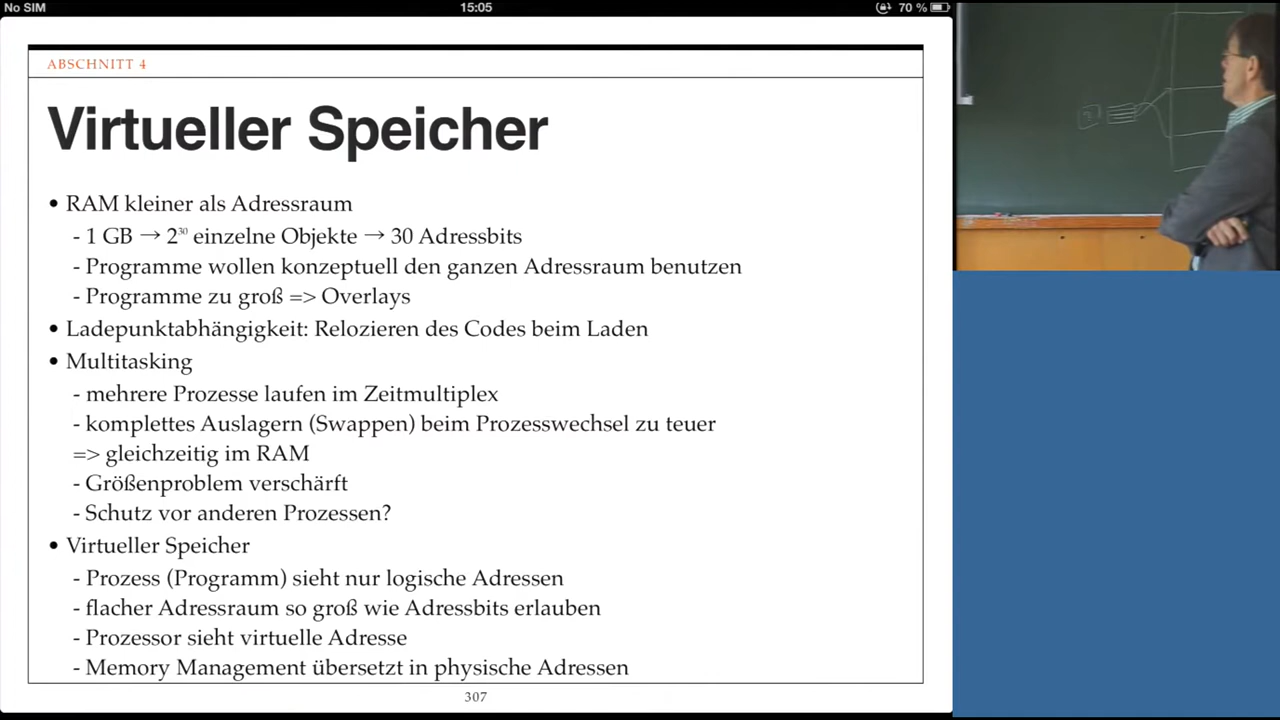 No SIM 15:05 70 %
ABSCHNITT 4
Virtueller Speicher
• RAM kleiner als Adressraum
- 1 GB → 2³⁰ einzelne Objekte → 30 Adressbits
- Programme wollen konzeptuell den ganzen Adressraum benutzen
- Programme zu groß => Overlays
• Ladepunktabhängigkeit: Relozieren des Codes beim Laden
• Multitasking
- mehrere Prozesse laufen im Zeitmultiplex
- komplettes Auslagern (Swappen) beim Prozesswechsel zu teuer
=> gleichzeitig im RAM
- Größenproblem verschärft
- Schutz vor anderen Prozessen?
• Virtueller Speicher
- Prozess (Programm) sieht nur logische Adressen
- flacher Adressraum so groß wie Adressbits erlauben
- Prozessor sieht virtuelle Adresse
- Memory Management übersetzt in physische Adressen
307